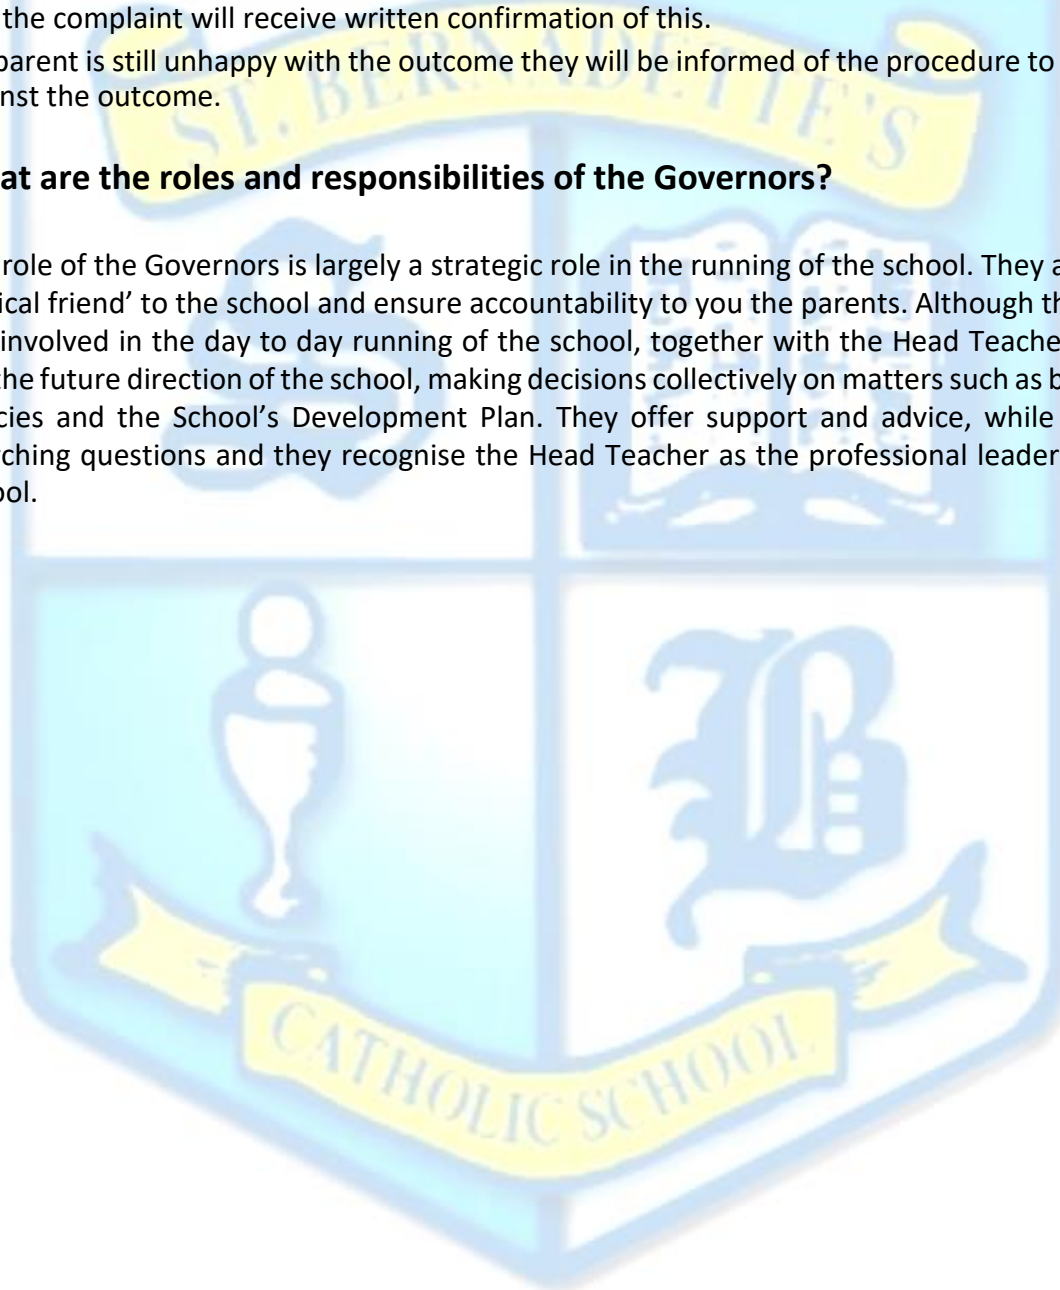 the complaint will receive written confirmation of this.
parent is still unhappy with the outcome they will be informed of the procedure to
nst the outcome.
ST. BERNADETTE'S
at are the roles and responsibilities of the Governors?
role of the Governors is largely a strategic role in the running of the school. They a
ical friend’ to the school and ensure accountability to you the parents. Although th
involved in the day to day running of the school, together with the Head Teache
the future direction of the school, making decisions collectively on matters such as b
cies and the School’s Development Plan. They offer support and advice, while
ching questions and they recognise the Head Teacher as the professional leader
ool.
S
B
CATHOLIC SCHOOL